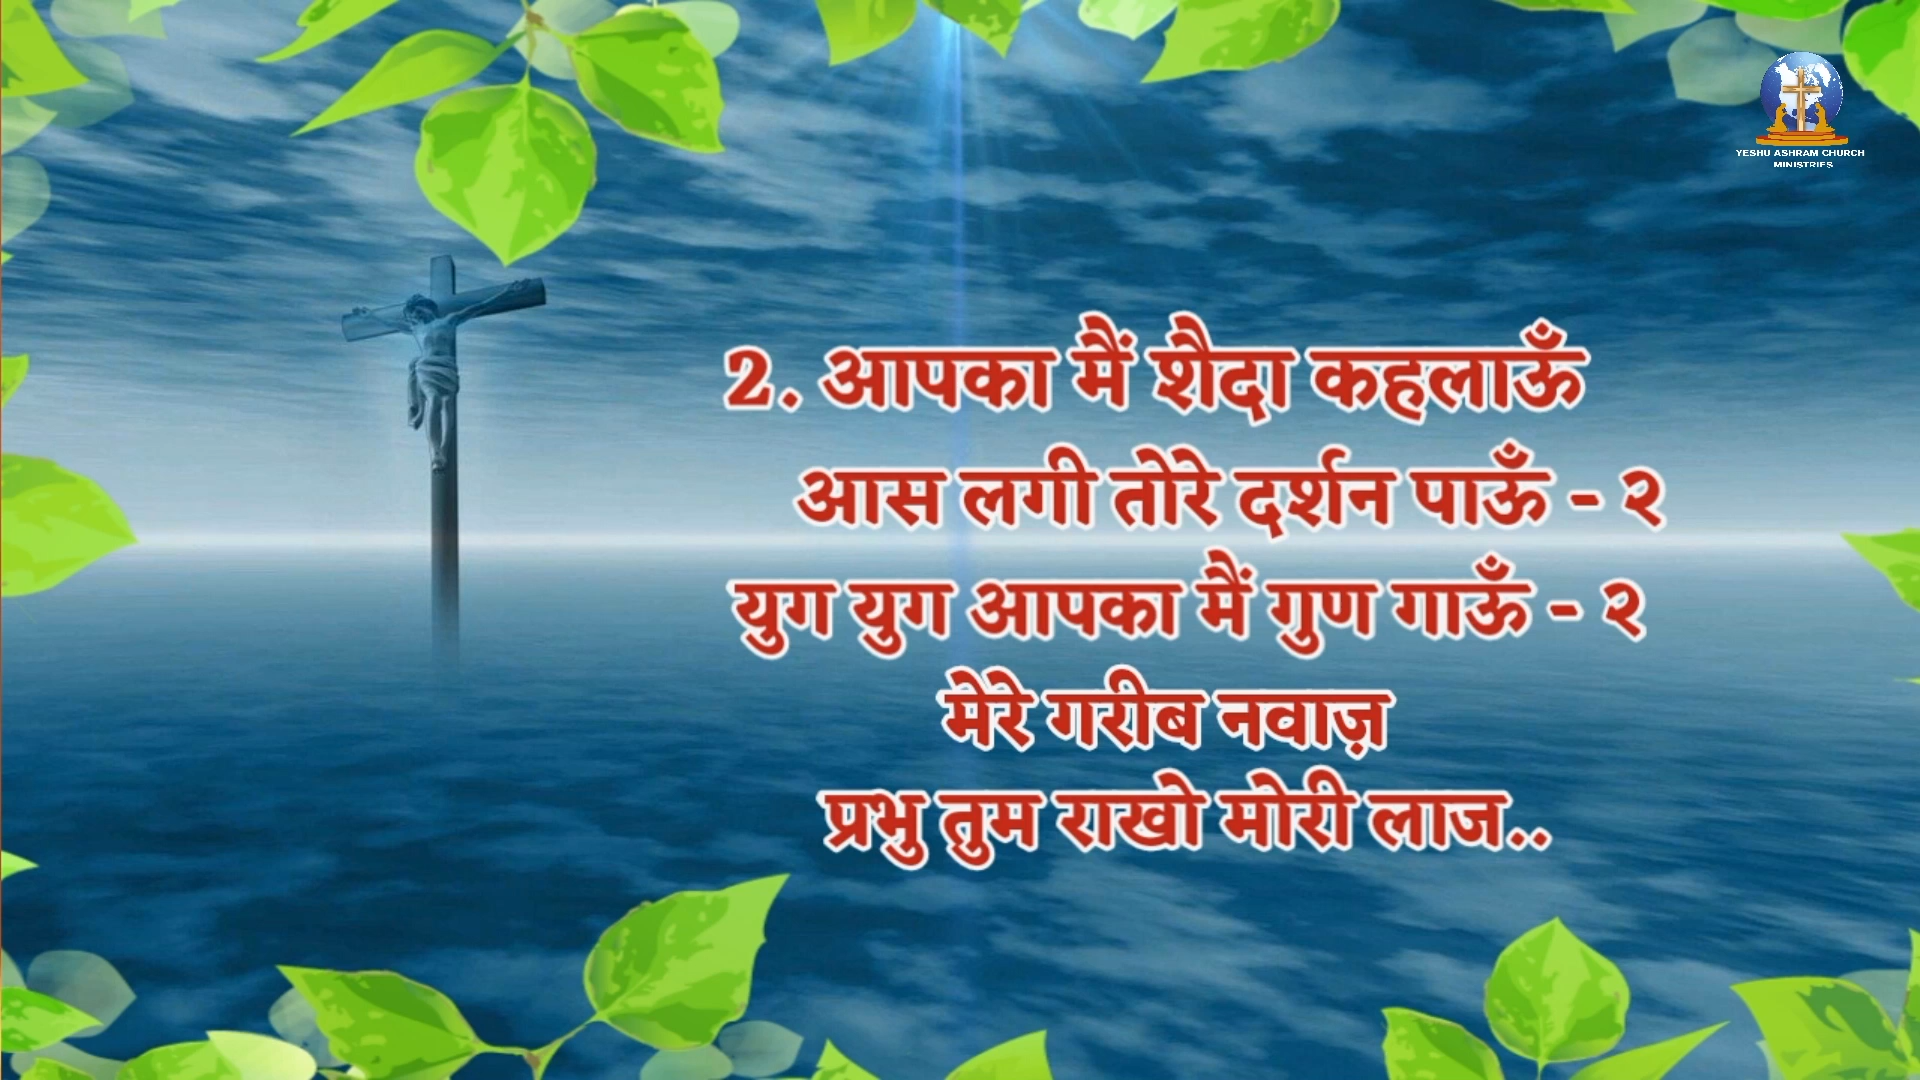 YESHU ASHRAM CHURCH
MINISTRIES
2. आपका मैं शैदा कहलाऊँ
आस लगी तोरे दर्शन पाऊँ - २
युग युग आपका मैं गुण गाऊँ - २
मेरे गरीब नवाज़
प्रभु तुम राखो मोरी लाज..